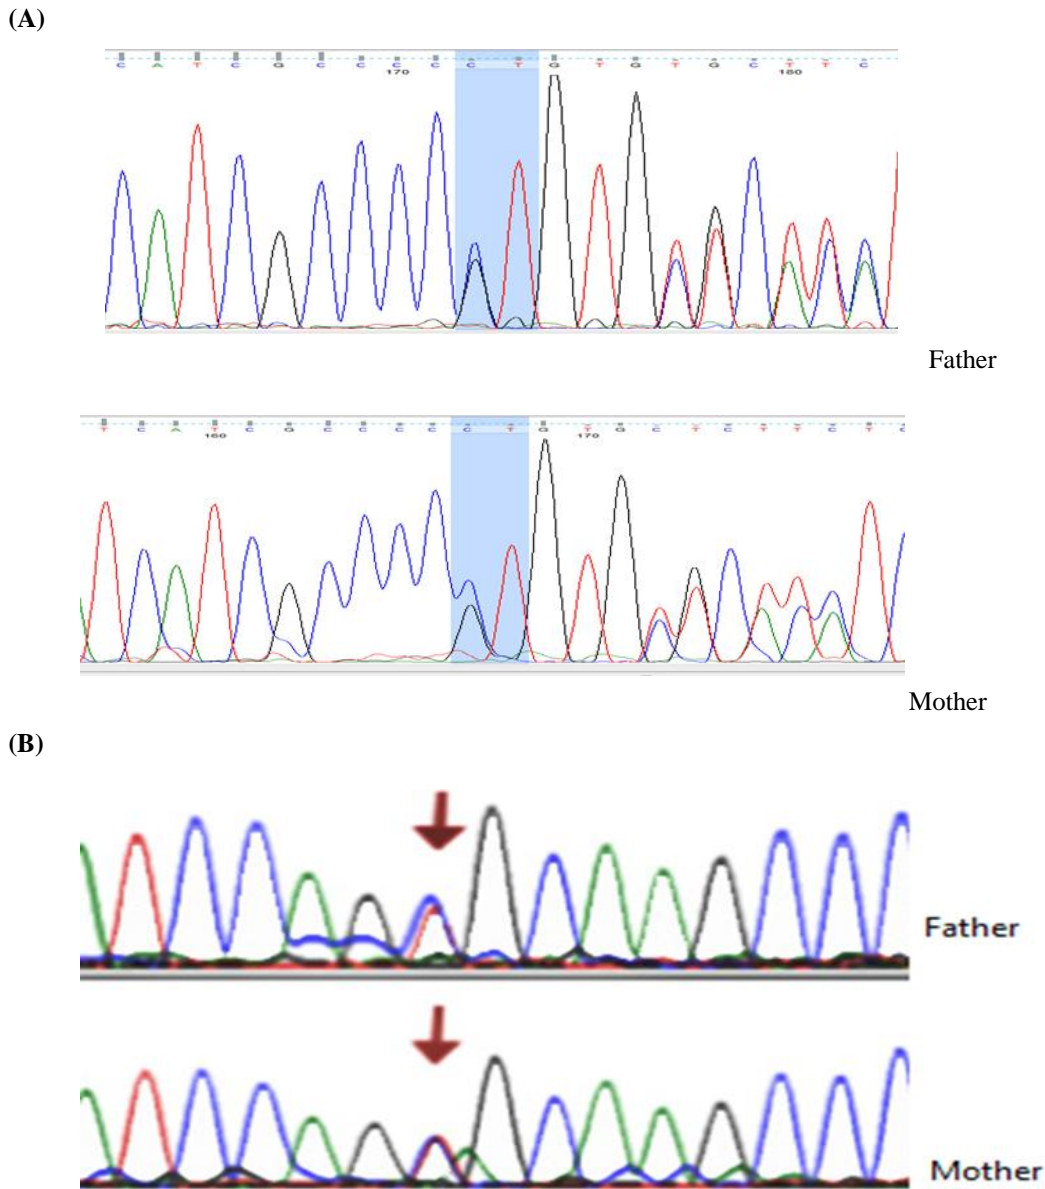 (A)
C A T C G C C C C C T G T G T G C T T C
170 180
Father
T C A T C G C C C C C T G T G C T C T T C T
160 170
Mother
(B)
Father
Mother